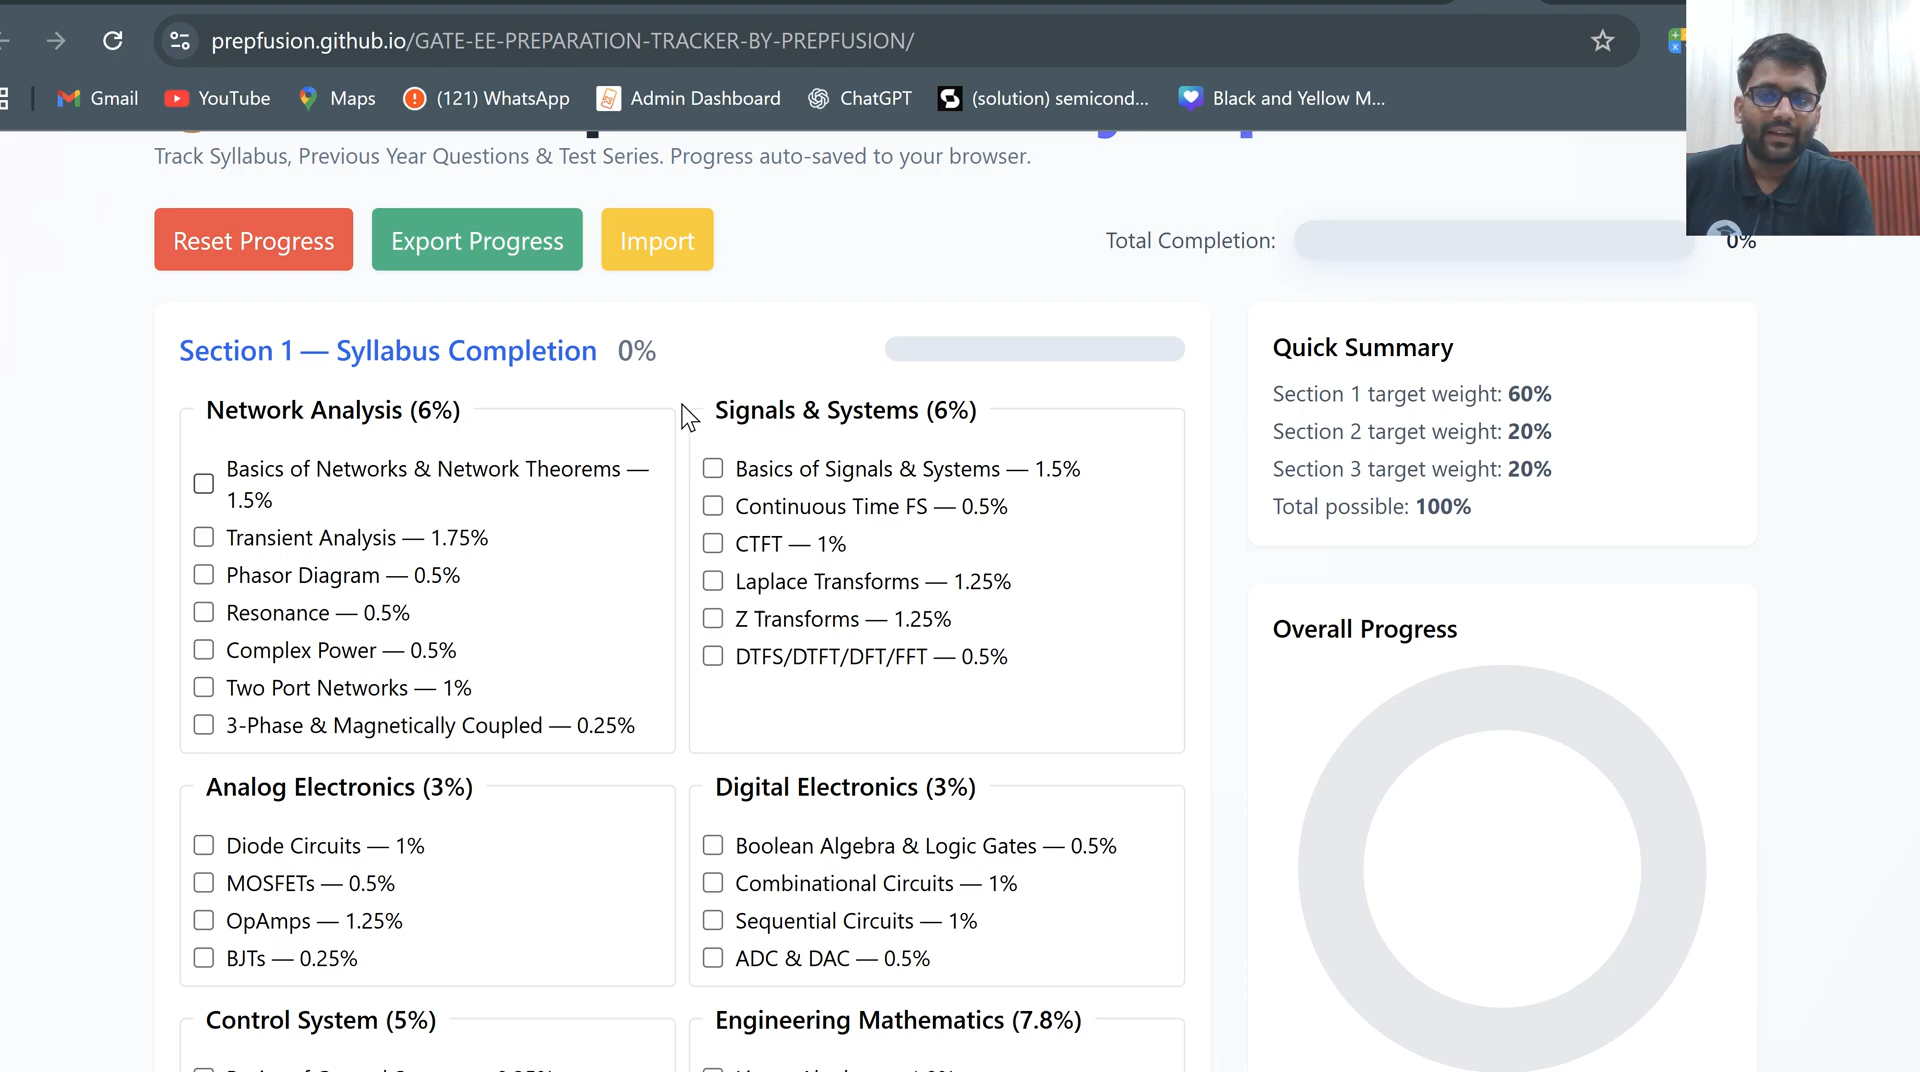 prepfusion.github.io/GATE-EE-PREPARATION-TRACKER-BY-PREPFUSION/
Gmail YouTube Maps (121) WhatsApp Admin Dashboard ChatGPT (solution) semicond... Black and Yellow M...
Track Syllabus, Previous Year Questions & Test Series. Progress auto-saved to your browser.
Reset Progress Export Progress Import Total Completion: 0%
Section 1 — Syllabus Completion 0%
Network Analysis (6%)
Basics of Networks & Network Theorems —
1.5%
Transient Analysis — 1.75%
Phasor Diagram — 0.5%
Resonance — 0.5%
Complex Power — 0.5%
Two Port Networks — 1%
3-Phase & Magnetically Coupled — 0.25%
Signals & Systems (6%)
Basics of Signals & Systems — 1.5%
Continuous Time FS — 0.5%
CTFT — 1%
Laplace Transforms — 1.25%
Z Transforms — 1.25%
DTFS/DTFT/DFT/FFT — 0.5%
Analog Electronics (3%)
Diode Circuits — 1%
MOSFETs — 0.5%
OpAmps — 1.25%
BJTs — 0.25%
Digital Electronics (3%)
Boolean Algebra & Logic Gates — 0.5%
Combinational Circuits — 1%
Sequential Circuits — 1%
ADC & DAC — 0.5%
Control System (5%)
Engineering Mathematics (7.8%)
Quick Summary
Section 1 target weight: 60%
Section 2 target weight: 20%
Section 3 target weight: 20%
Total possible: 100%
Overall Progress